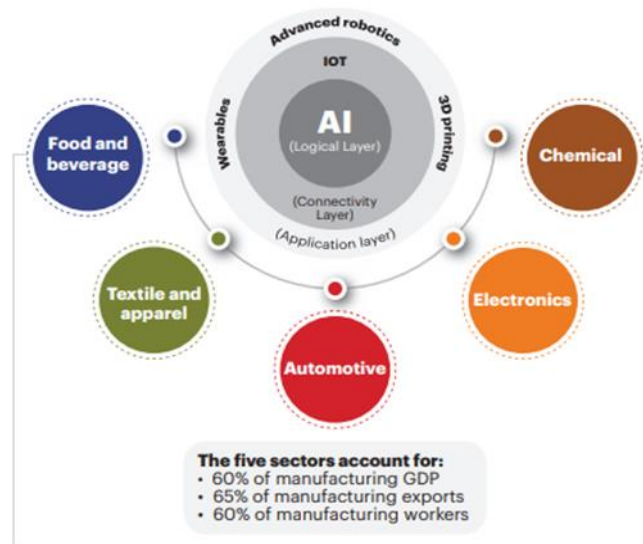 Advanced robotics
IOT
Wearables
3D printing
AI
(Logical Layer)
(Connectivity
Layer)
(Application layer)
Food and
beverage
Chemical
Textile and
apparel
Electronics
Automotive
The five sectors account for:
• 60% of manufacturing GDP
• 65% of manufacturing exports
• 60% of manufacturing workers